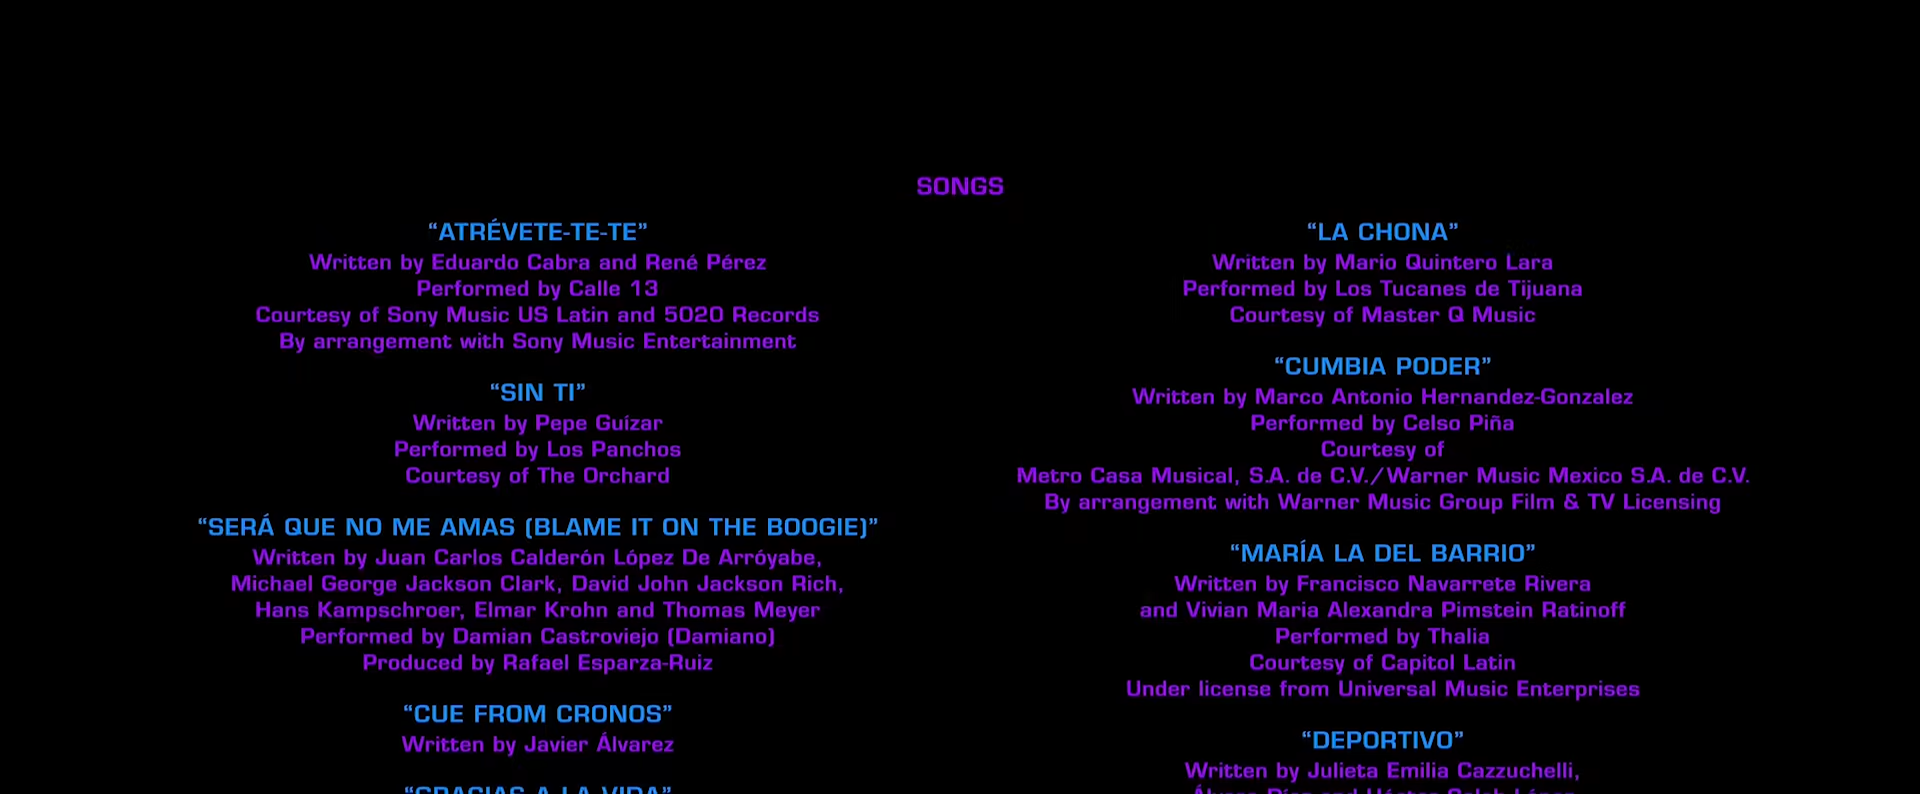 SONGS
“ATRÉVETE-TE-TE”
Written by Eduardo Cabra and René Pérez
Performed by Calle 13
Courtesy of Sony Music US Latin and 5020 Records
By arrangement with Sony Music Entertainment
“SIN TI”
Written by Pepe Guízar
Performed by Los Panchos
Courtesy of The Orchard
“SERÁ QUE NO ME AMAS (BLAME IT ON THE BOOGIE)”
Written by Juan Carlos Calderón López De Arróyabe,
Michael George Jackson Clark, David John Jackson Rich,
Hans Kampschroer, Elmar Krohn and Thomas Meyer
Performed by Damian Castroviejo (Damiano)
Produced by Rafael Esparza-Ruiz
“CUE FROM CRONOS”
Written by Javier Álvarez
“GRACIAS A LA VIDA”
“LA CHONA”
Written by Mario Quintero Lara
Performed by Los Tucanes de Tijuana
Courtesy of Master Q Music
“CUMBIA PODER”
Written by Marco Antonio Hernandez-Gonzalez
Performed by Celso Piña
Courtesy of
Metro Casa Musical, S.A. de C.V./Warner Music Mexico S.A. de C.V.
By arrangement with Warner Music Group Film & TV Licensing
“MARÍA LA DEL BARRIO”
Written by Francisco Navarrete Rivera
and Vivian Maria Alexandra Pimstein Ratinoff
Performed by Thalia
Courtesy of Capitol Latin
Under license from Universal Music Enterprises
“DEPORTIVO”
Written by Julieta Emilia Cazzuchelli,